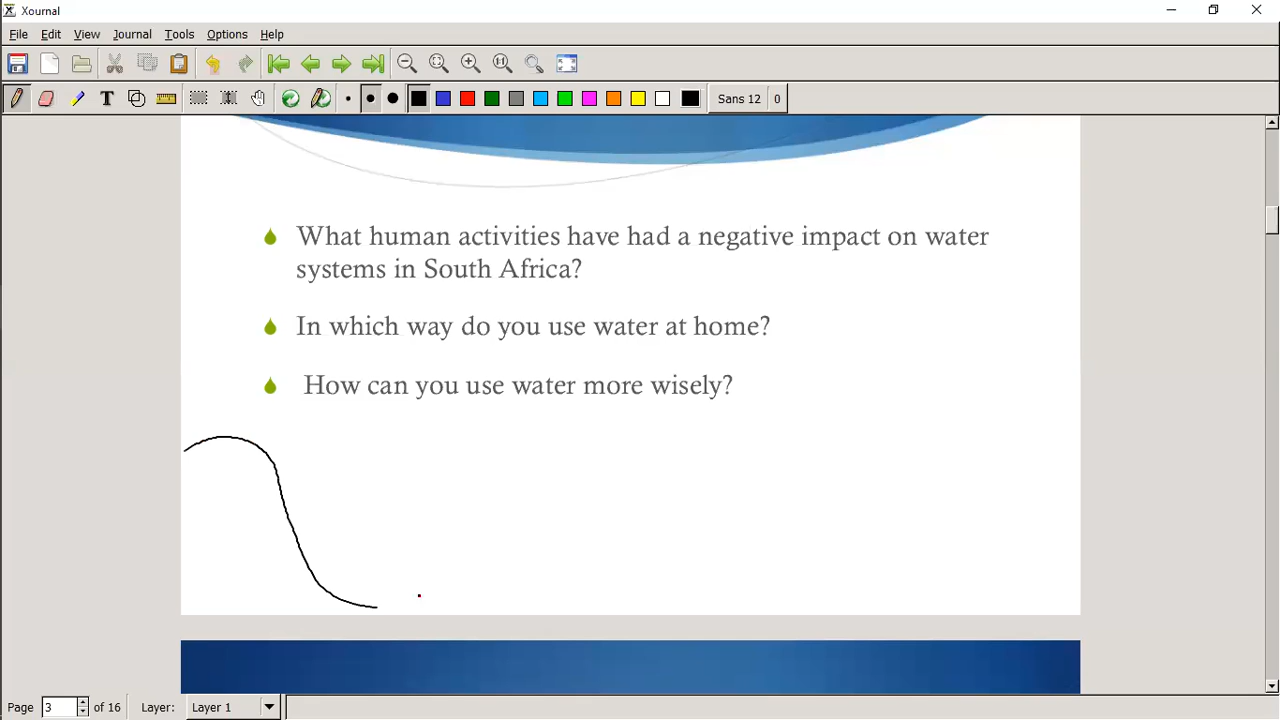 Xournal
File Edit View Journal Tools Options Help
Sans 12 0
What human activities have had a negative impact on water
systems in South Africa?
In which way do you use water at home?
How can you use water more wisely?
Page 3 of 16 Layer: Layer 1